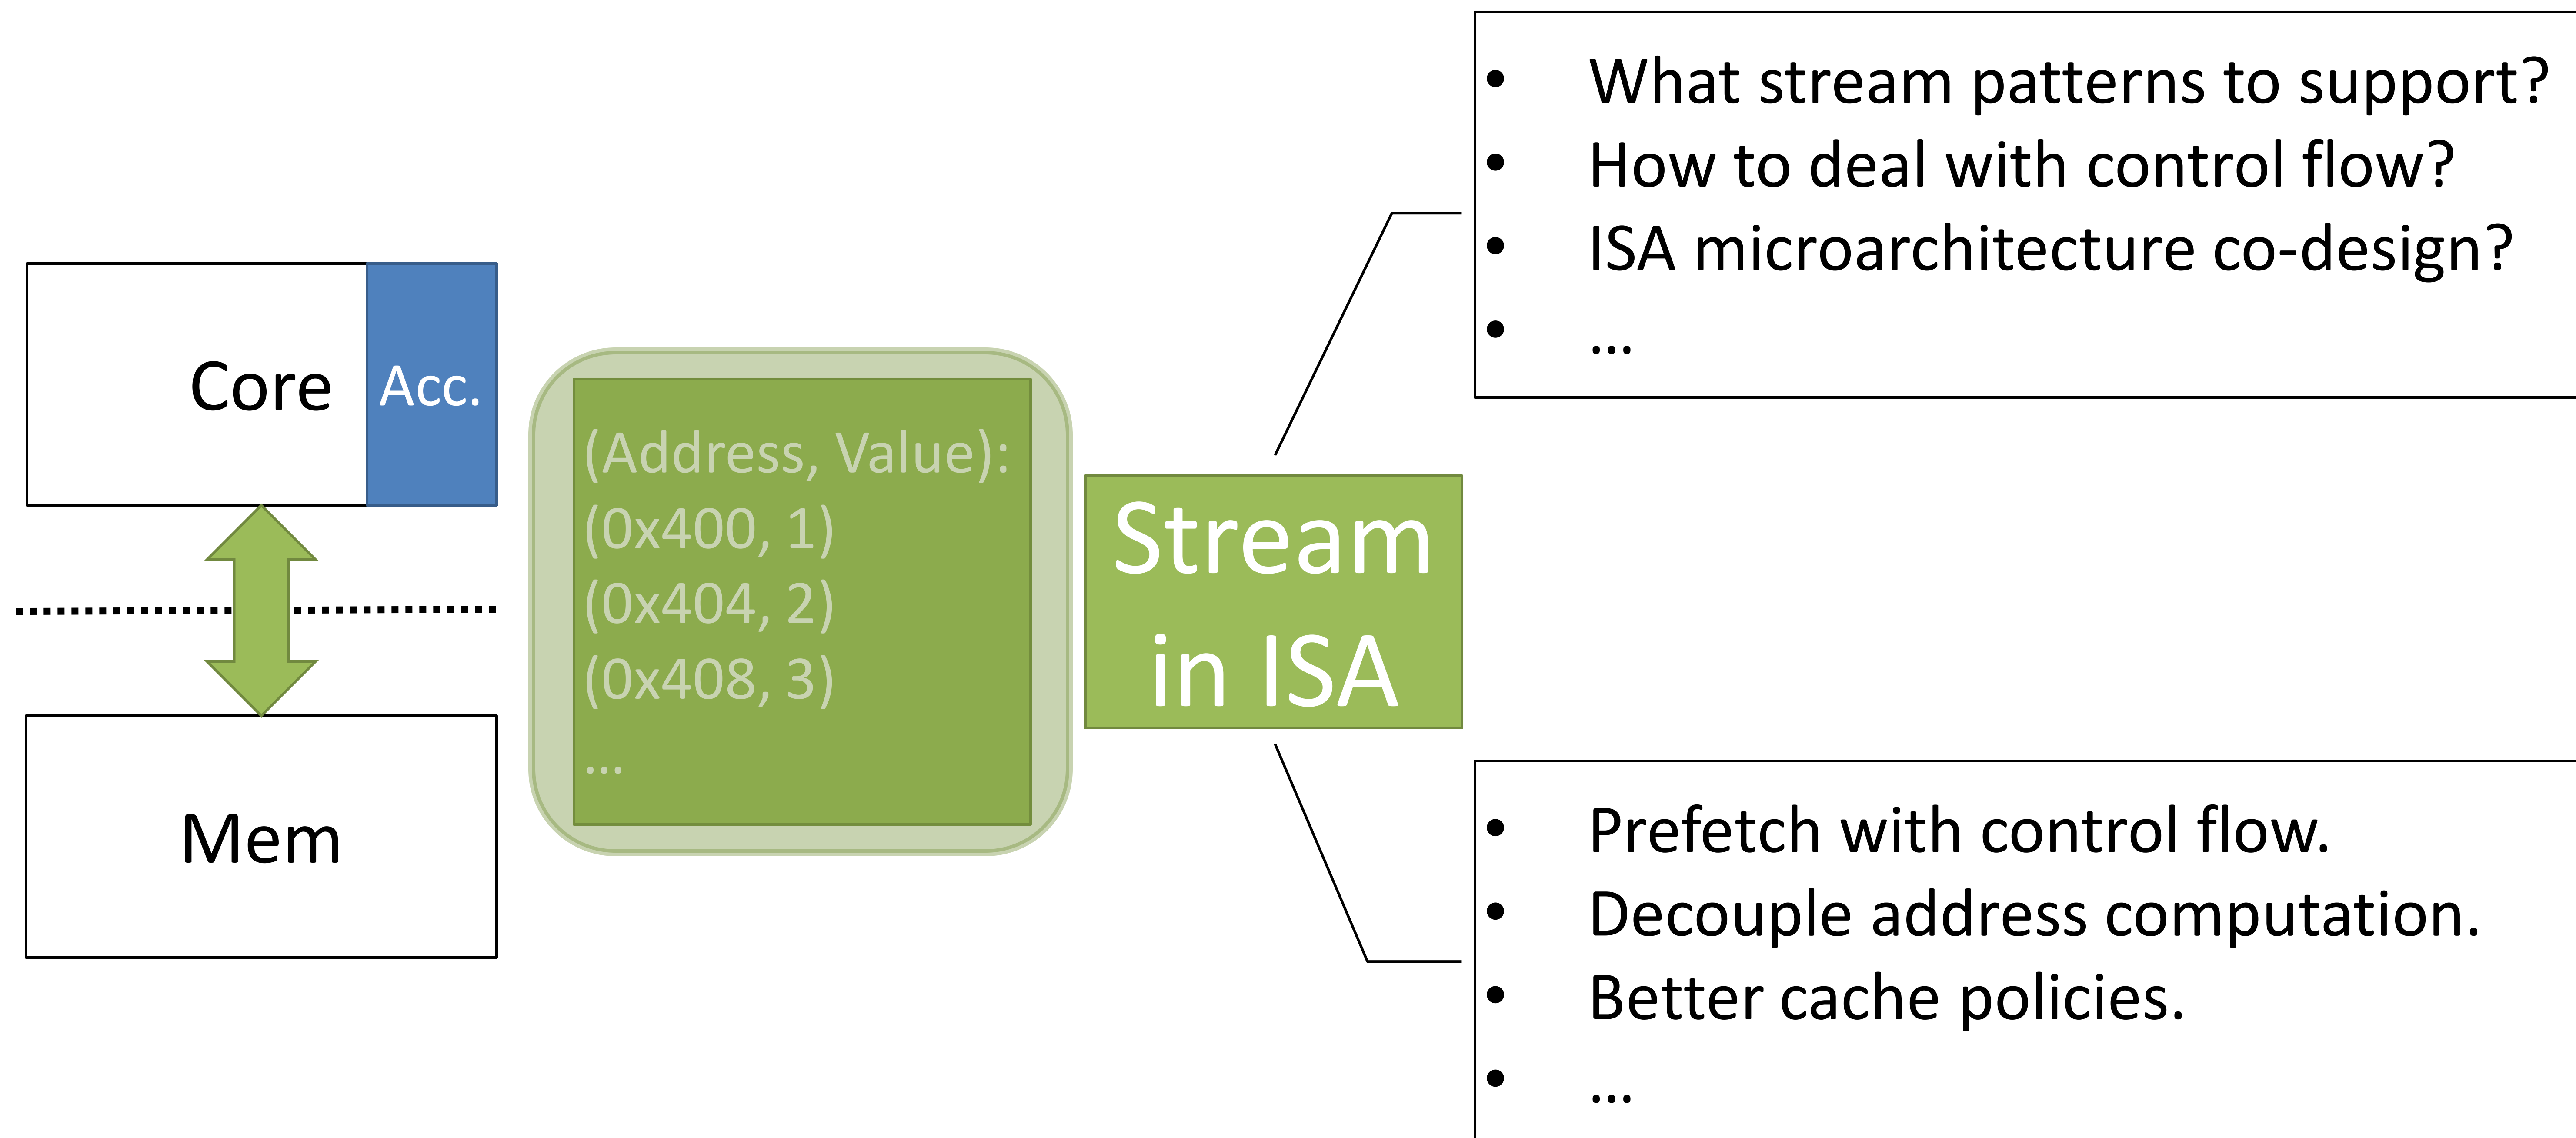 Core
Acc.
Mem
(Address, Value):
(0x400, 1)
(0x404, 2)
(0x408, 3)
...
Stream
in ISA
• What stream patterns to support?
• How to deal with control flow?
• ISA microarchitecture co-design?
• ...
• Prefetch with control flow.
• Decouple address computation.
• Better cache policies.
• ...